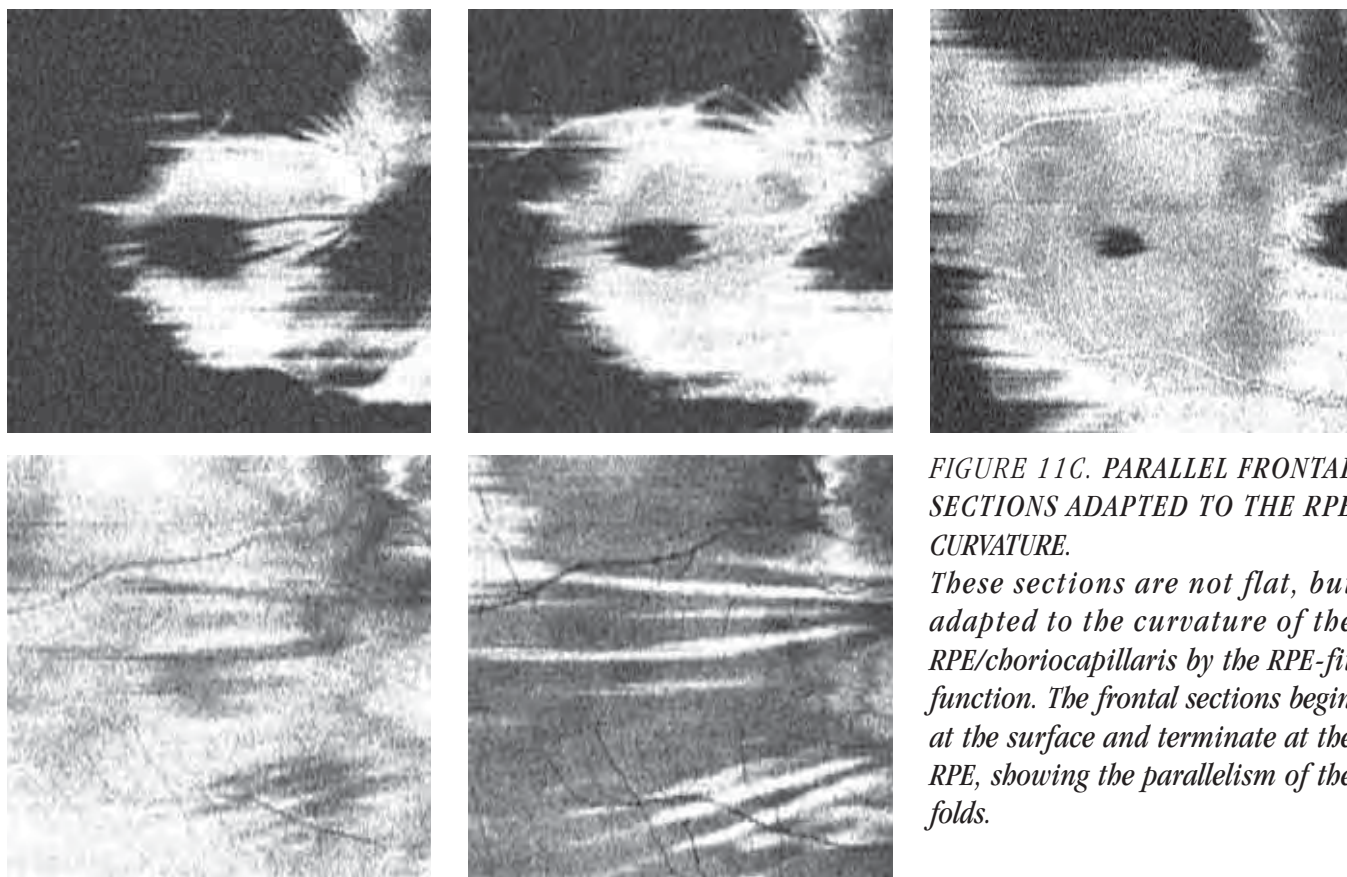 FIGURE 11C. PARALLEL FRONTAL
SECTIONS ADAPTED TO THE RPE
CURVATURE.
These sections are not flat, but
adapted to the curvature of the
RPE/choriocapillaris by the RPE-fit
function. The frontal sections begin
at the surface and terminate at the
RPE, showing the parallelism of the
folds.